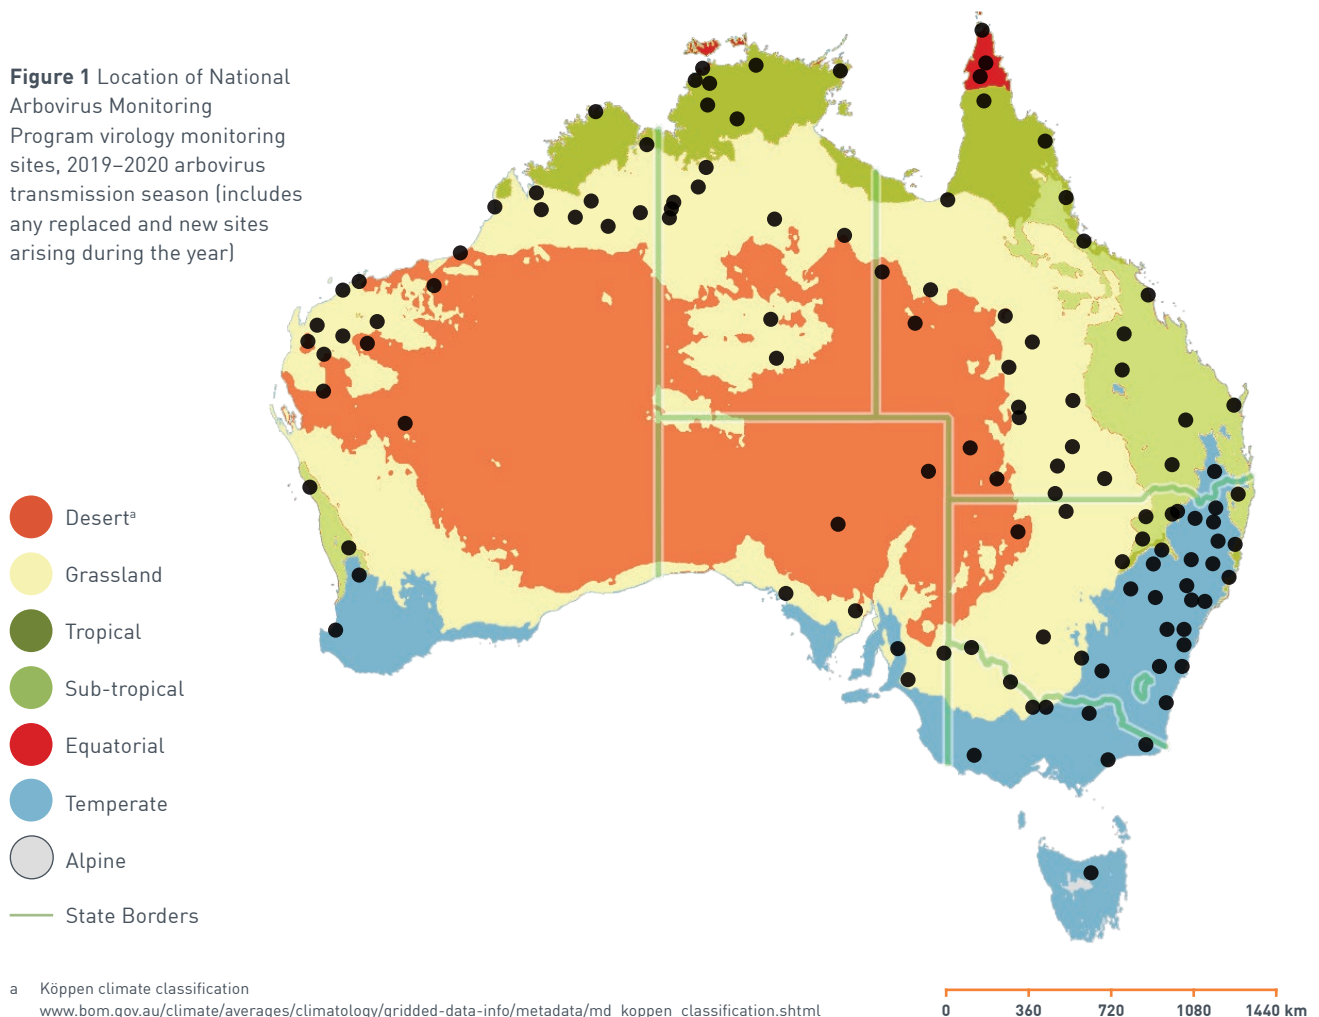 Figure 1 Location of National
Arbovirus Monitoring
Program virology monitoring
sites, 2019–2020 arbovirus
transmission season (includes
any replaced and new sites
arising during the year)
Desertᵃ
Grassland
Tropical
Sub-tropical
Equatorial
Temperate
Alpine
State Borders
a Köppen climate classification
www.bom.gov.au/climate/averages/climatology/gridded-data-info/metadata/md_koppen_classification.shtml
0 360 720 1080 1440 km